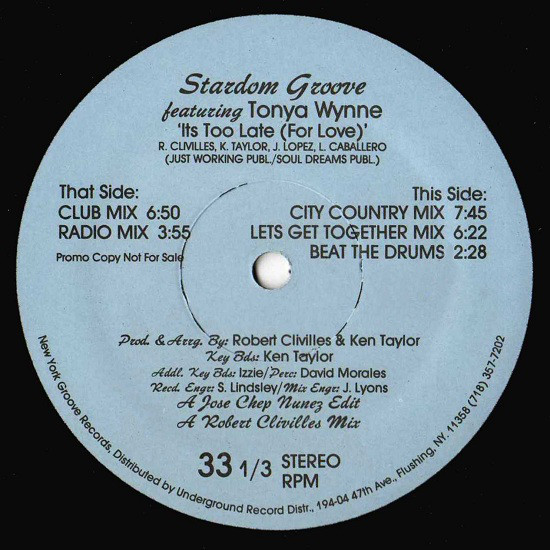 Stardom Groove
featuring Tonya Wynne
'Its Too Late (For Love)'
R. CLIVILLES, K. TAYLOR, J. LOPEZ, L. CABALLERO
(JUST WORKING PUBL./SOUL DREAMS PUBL.)
That Side:
CLUB MIX 6:50
RADIO MIX 3:55
Promo Copy Not For Sale
This Side:
CITY COUNTRY MIX 7:45
LETS GET TOGETHER MIX 6:22
BEAT THE DRUMS 2:28
Prod. & Arrg. By: Robert Clivilles & Ken Taylor
Key Bds: Ken Taylor
Addl. Key Bds: Izzie/Perc: David Morales
Recd. Engr: S. Lindsley/Mix Engr: J. Lyons
A Jose Chep Nunez Edit
A Robert Clivilles Mix
33 1/3 STEREO
RPM
New York Groove Records, Distributed by Underground Record Distr., 194-04 47th Ave., Flushing, NY. 11358 (718) 357-7202